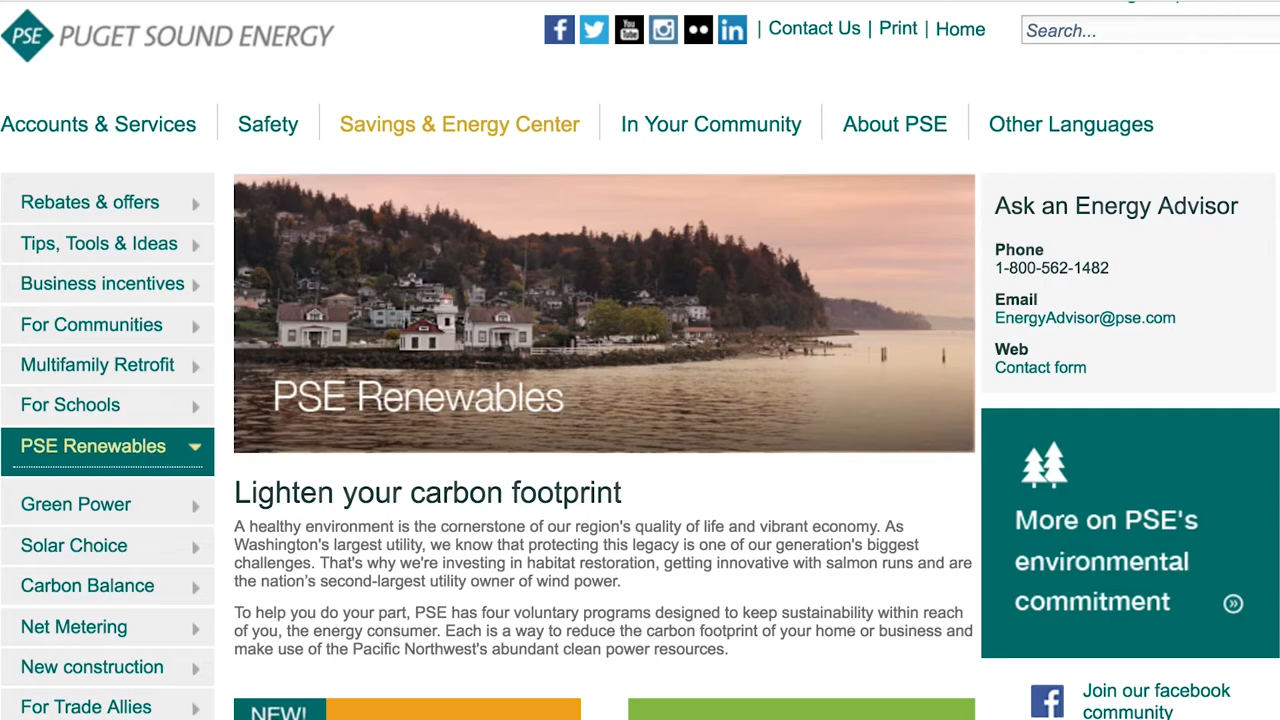 PSE PUGET SOUND ENERGY
You Tube
in
| Contact Us | Print | Home
Search...
Accounts & Services
Safety
Savings & Energy Center
In Your Community
About PSE
Other Languages
Rebates & offers
Tips, Tools & Ideas
Business incentives
For Communities
Multifamily Retrofit
For Schools
PSE Renewables
Green Power
Solar Choice
Carbon Balance
Net Metering
New construction
For Trade Allies
PSE Renewables
Lighten your carbon footprint
A healthy environment is the cornerstone of our region's quality of life and vibrant economy. As
Washington's largest utility, we know that protecting this legacy is one of our generation's biggest
challenges. That's why we're investing in habitat restoration, getting innovative with salmon runs and are
the nation’s second-largest utility owner of wind power.
To help you do your part, PSE has four voluntary programs designed to keep sustainability within reach
of you, the energy consumer. Each is a way to reduce the carbon footprint of your home or business and
make use of the Pacific Northwest's abundant clean power resources.
NEW!
Ask an Energy Advisor
Phone
1-800-562-1482
Email
EnergyAdvisor@pse.com
Web
Contact form
More on PSE's
environmental
commitment
Join our facebook
community